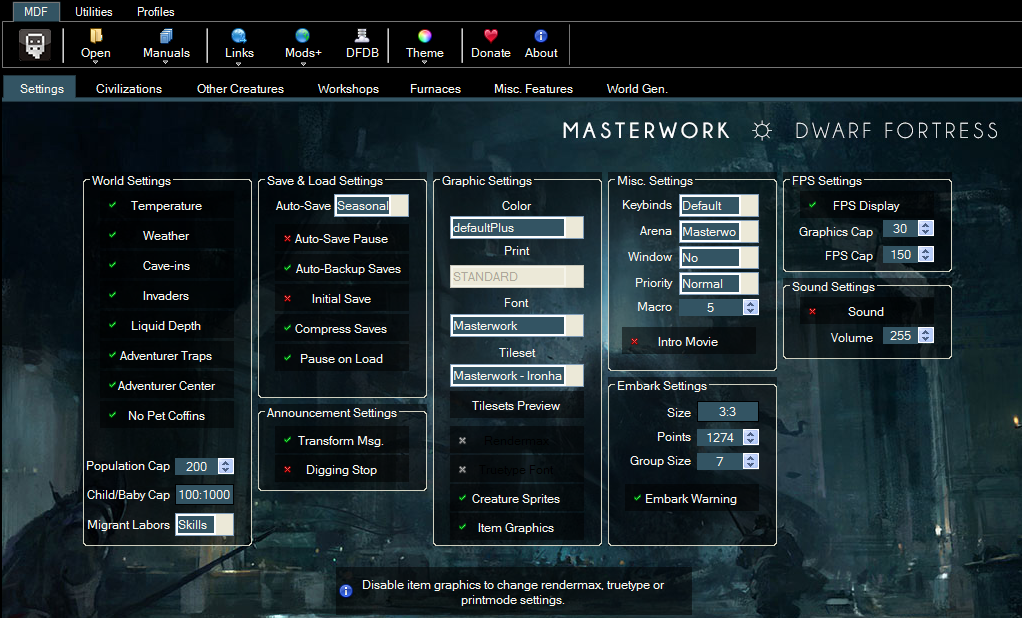 MDF Utilities Profiles
Open Manuals Links Mods+ DFDB Theme Donate About
Settings Civilizations Other Creatures Workshops Furnaces Misc. Features World Gen.
MASTERWORK DWARF FORTRESS
World Settings
Temperature
Weather
Cave-ins
Invaders
Liquid Depth
Adventurer Traps
Adventurer Center
No Pet Coffins
Population Cap 200
Child/Baby Cap 100:1000
Migrant Labors Skills
Save & Load Settings
Auto-Save Seasonal
Auto-Save Pause
Auto-Backup Saves
Initial Save
Compress Saves
Pause on Load
Announcement Settings
Transform Msg.
Digging Stop
Graphic Settings
Color
defaultPlus
Print
STANDARD
Font
Masterwork
Tileset
Masterwork - Ironha
Tilesets Preview
Rendermax
Truetype Font
Creature Sprites
Item Graphics
Misc. Settings
Keybinds Default
Arena Masterwo
Window No
Priority Normal
Macro 5
Intro Movie
Embark Settings
Size 3:3
Points 1274
Group Size 7
Embark Warning
FPS Settings
FPS Display
Graphics Cap 30
FPS Cap 150
Sound Settings
Sound
Volume 255
Disable item graphics to change rendermax, truetype or
printmode settings.